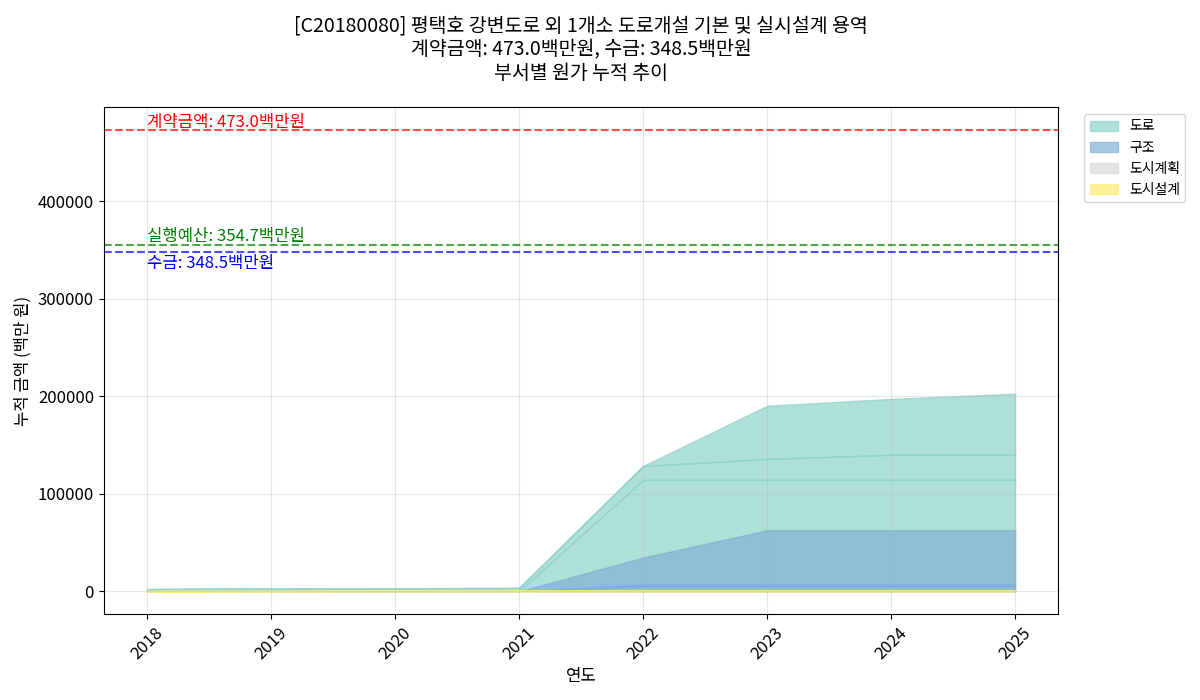 [C20180080] 평택호 강변도로 외 1개소 도로개설 기본 및 실시설계 용역
계약금액: 473.0백만원, 수금: 348.5백만원
부서별 원가 누적 추이
계약금액: 473.0백만원
실행예산: 354.7백만원
수금: 348.5백만원
도로
구조
도시계획
도시설계
누적 금액 (백만 원)
400000
300000
200000
100000
0
2018
2019
2020
2021
2022
2023
2024
2025
연도